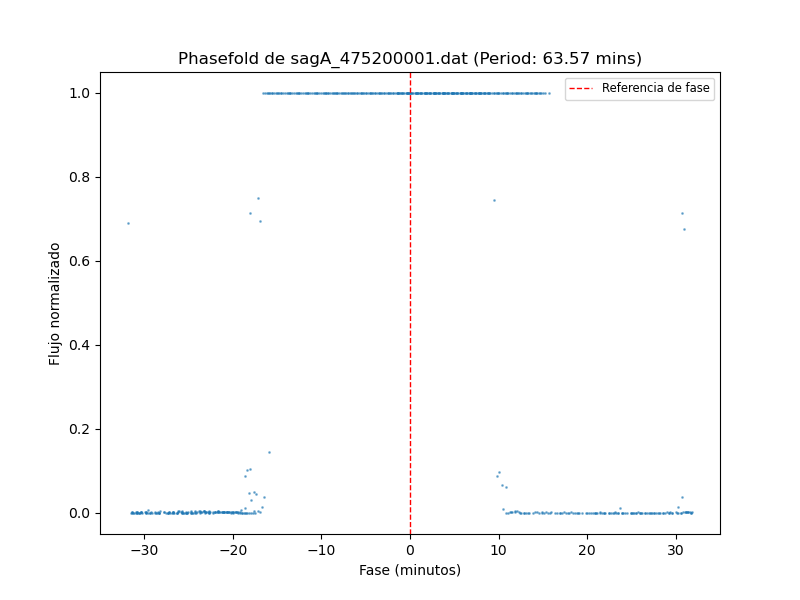 Phasefold de sagA_475200001.dat (Period: 63.57 mins)
Referencia de fase
Flujo normalizado
1.0
0.8
0.6
0.4
0.2
0.0
−30 −20 −10 0 10 20 30
Fase (minutos)